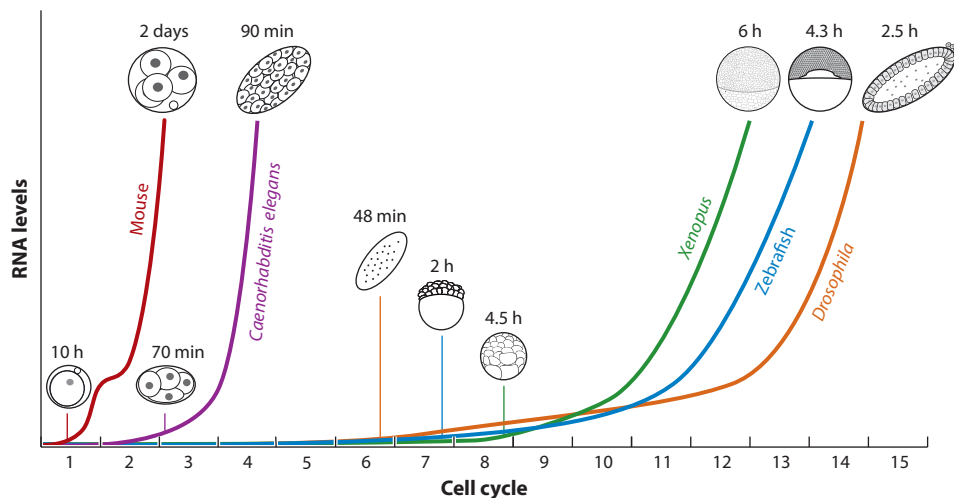 2 days
90 min
6 h
4.3 h
2.5 h
RNA levels
Mouse
Caenorhabditis elegans
48 min
2 h
4.5 h
Xenopus
Zebrafish
Drosophila
10 h
70 min
1 2 3 4 5 6 7 8 9 10 11 12 13 14 15
Cell cycle